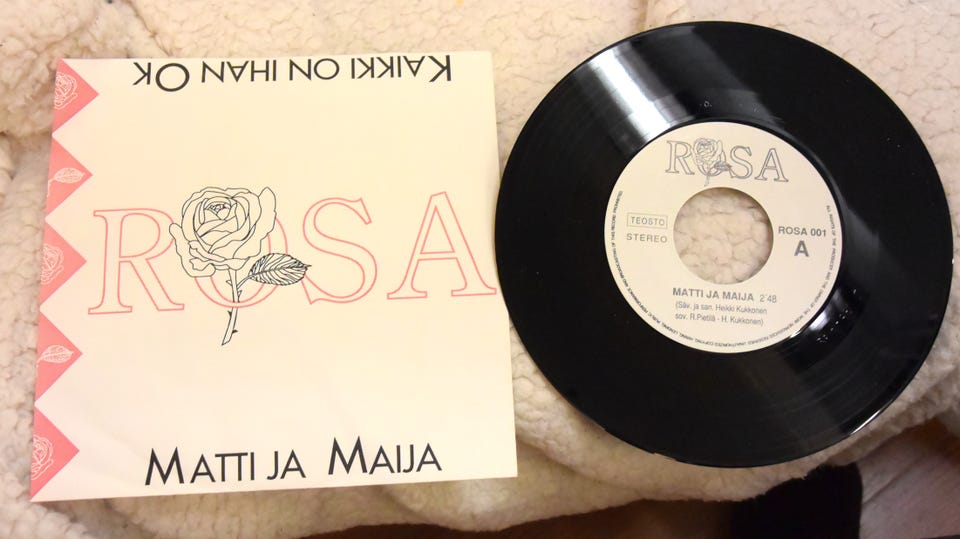 KAIKKI ON IHAN OK
ROSA
MATTI JA MAIJA
ROSA
TEOSTO
STEREO
ROSA 001
A
MATTI JA MAIJA 2´48
(Säv. ja san. Heikki Kukkonen
sov. R.Pietilä - H. Kukkonen)